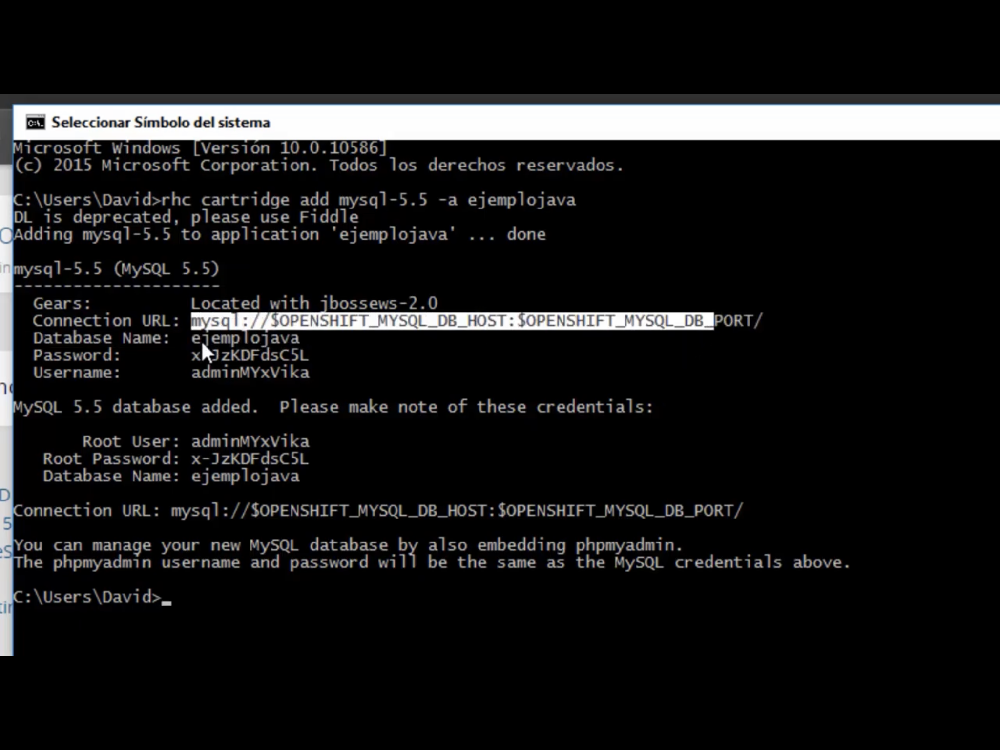 Seleccionar Símbolo del sistema
Microsoft Windows [Versión 10.0.10586]
(c) 2015 Microsoft Corporation. Todos los derechos reservados.
C:\Users\David>rhc cartridge add mysql-5.5 -a ejemplojava
DL is deprecated, please use Fiddle
Adding mysql-5.5 to application 'ejemplojava' ... done
mysql-5.5 (MySQL 5.5)
---------------------
Gears: Located with jbossews-2.0
Connection URL: mysql://$OPENSHIFT_MYSQL_DB_HOST:$OPENSHIFT_MYSQL_DB_PORT/
Database Name: ejemplojava
Password: x-JzKDFdsC5L
Username: adminMYxVika
MySQL 5.5 database added.  Please make note of these credentials:
Root User: adminMYxVika
Root Password: x-JzKDFdsC5L
Database Name: ejemplojava
Connection URL: mysql://$OPENSHIFT_MYSQL_DB_HOST:$OPENSHIFT_MYSQL_DB_PORT/
You can manage your new MySQL database by also embedding phpmyadmin.
The phpmyadmin username and password will be the same as the MySQL credentials above.
C:\Users\David>